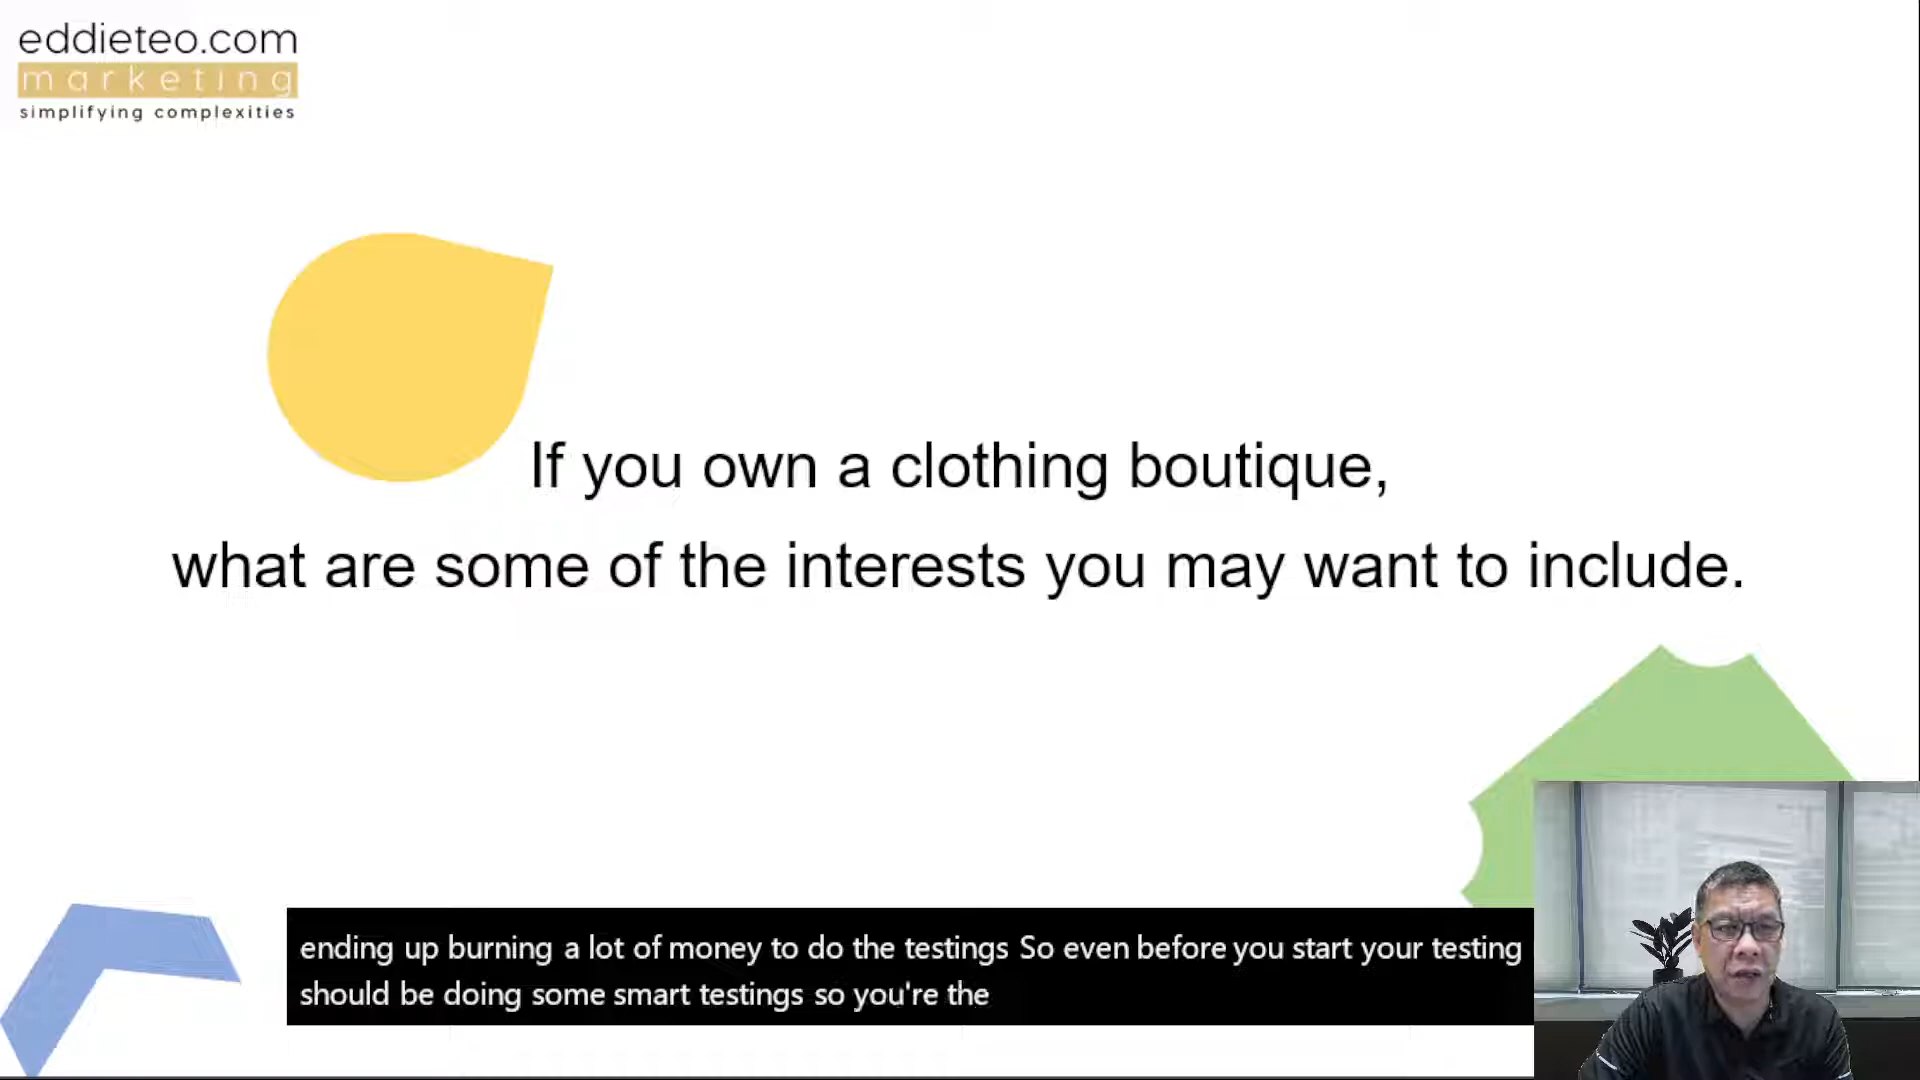 eddieteo.com
marketing
simplifying complexities
If you own a clothing boutique,
what are some of the interests you may want to include.
ending up burning a lot of money to do the testings So even before you start your testing
should be doing some smart testings so you're the